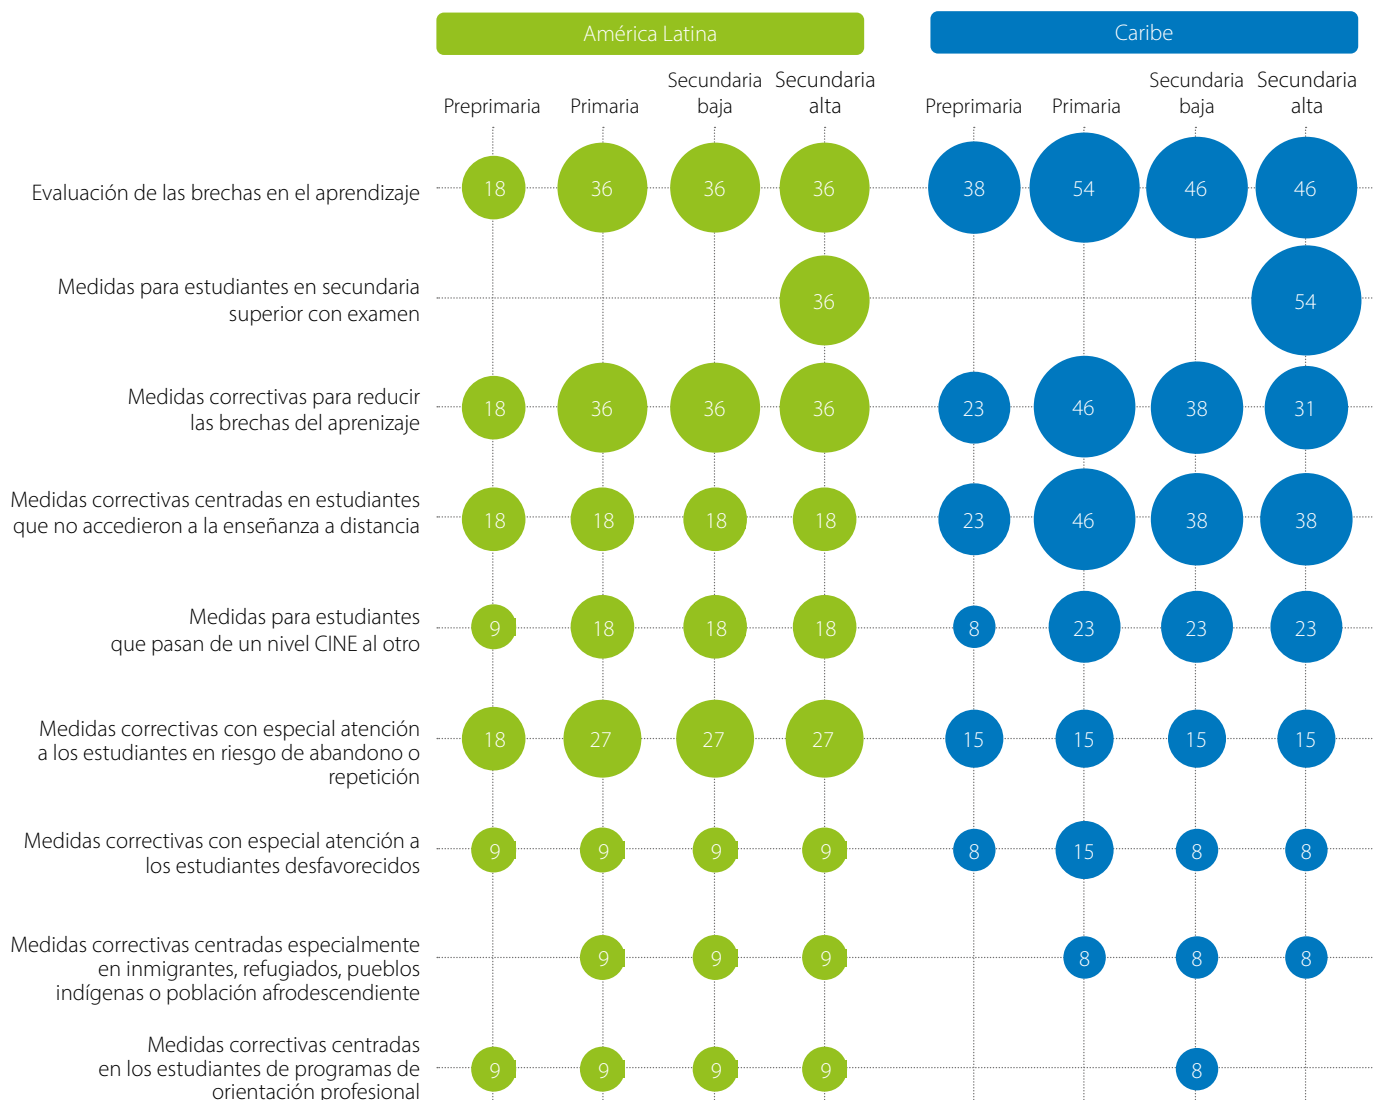 América Latina
Caribe
Preprimaria
Primaria
Secundaria
baja
Secundaria
alta
Preprimaria
Primaria
Secundaria
baja
Secundaria
alta
Evaluación de las brechas en el aprendizaje
18 36 36 36 38 54 46 46
Medidas para estudiantes en secundaria
superior con examen
36 54
Medidas correctivas para reducir
las brechas del aprenizaje
18 36 36 36 23 46 38 31
Medidas correctivas centradas en estudiantes
que no accedieron a la enseñanza a distancia
18 18 18 18 23 46 38 38
Medidas para estudiantes
que pasan de un nivel CINE al otro
9 18 18 18 8 23 23 23
Medidas correctivas con especial atención
a los estudiantes en riesgo de abandono o
repetición
18 27 27 27 15 15 15 15
Medidas correctivas con especial atención a
los estudiantes desfavorecidos
9 9 9 9 8 15 8 8
Medidas correctivas centradas especialmente
en inmigrantes, refugiados, pueblos
indígenas o población afrodescendiente
9 9 9 8 8 8
Medidas correctivas centradas
en los estudiantes de programas de
orientación profesional
9 9 9 9 8